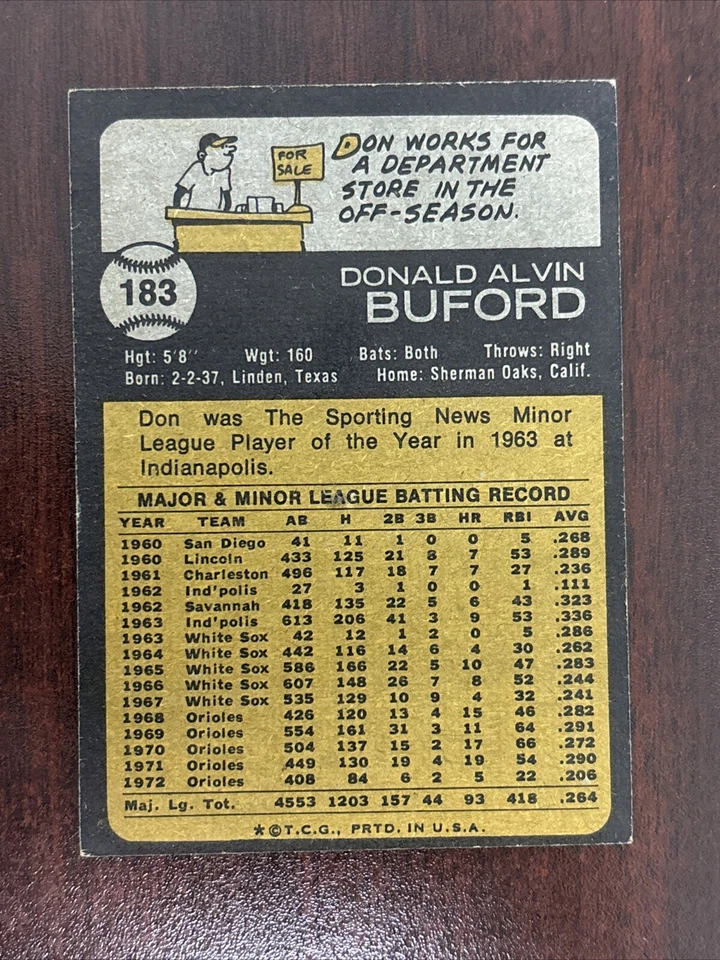 FOR
SALE
DON WORKS FOR
A DEPARTMENT
STORE IN THE
OFF-SEASON.
183
DONALD ALVIN
BUFORD
Hgt: 5'8" Wgt: 160 Bats: Both Throws: Right
Born: 2-2-37, Linden, Texas Home: Sherman Oaks, Calif.
Don was The Sporting News Minor
League Player of the Year in 1963 at
Indianapolis.
MAJOR & MINOR LEAGUE BATTING RECORD
YEAR TEAM AB H 2B 3B HR RBI AVG
1960 San Diego 41 11 1 0 0 5 .268
1960 Lincoln 433 125 21 8 7 53 .289
1961 Charleston 496 117 18 7 7 27 .236
1962 Ind'polis 27 3 1 0 0 1 .111
1962 Savannah 418 135 22 5 6 43 .323
1963 Ind'polis 613 206 41 3 9 53 .336
1963 White Sox 42 12 1 2 0 5 .286
1964 White Sox 442 116 14 6 4 30 .262
1965 White Sox 586 166 22 5 10 47 .283
1966 White Sox 607 148 26 7 8 52 .244
1967 White Sox 535 129 10 9 4 32 .241
1968 Orioles 426 120 13 4 15 46 .282
1969 Orioles 554 161 31 3 11 64 .291
1970 Orioles 504 137 15 2 17 66 .272
1971 Orioles 449 130 19 4 19 54 .290
1972 Orioles 408 84 6 2 5 22 .206
Maj. Lg. Tot. 4553 1203 157 44 93 418 .264
*©T.C.G., PRTD. IN U.S.A.